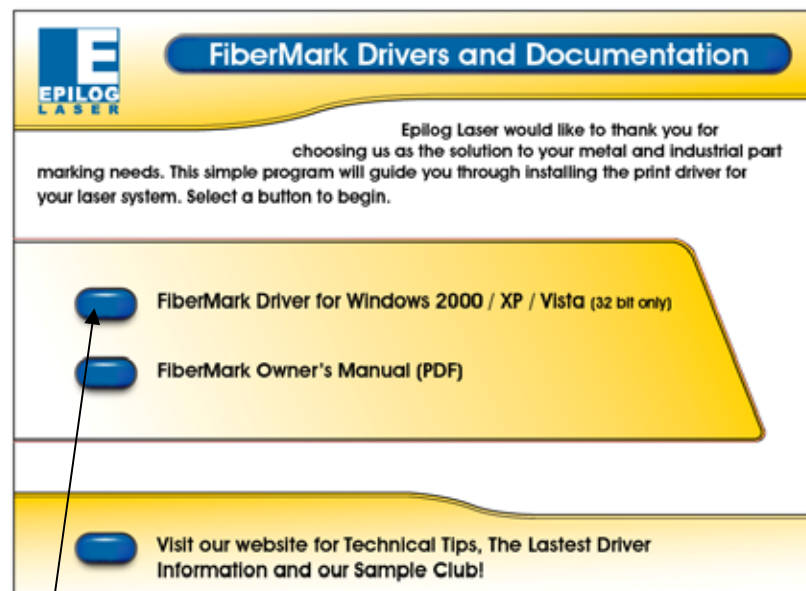 EPILOG
LASER
FiberMark Drivers and Documentation
Epilog Laser would like to thank you for
choosing us as the solution to your metal and industrial part
marking needs. This simple program will guide you through installing the print driver for
your laser system. Select a button to begin.
FiberMark Driver for Windows 2000 / XP / Vista (32 bit only)
FiberMark Owner's Manual (PDF)
Visit our website for Technical Tips, The Lastest Driver
Information and our Sample Club!